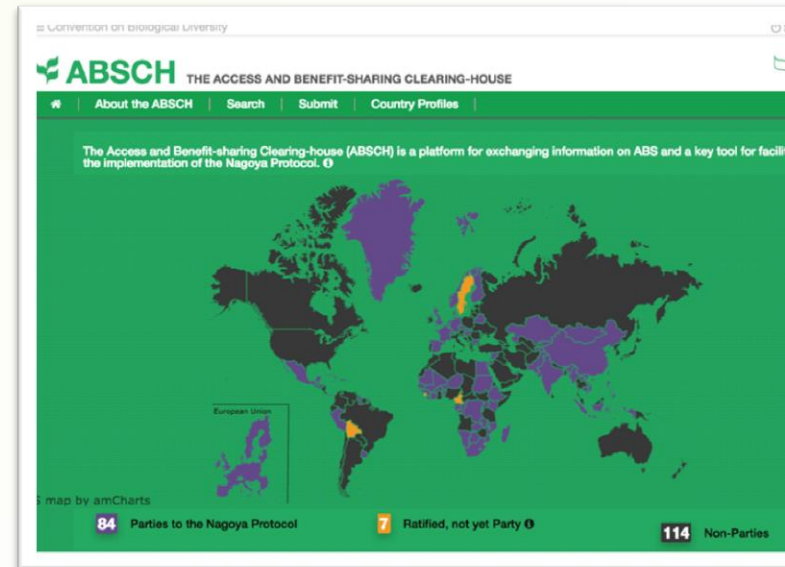 Convention on Biological Diversity
ABSCH THE ACCESS AND BENEFIT-SHARING CLEARING-HOUSE
About the ABSCH | Search | Submit | Country Profiles |
The Access and Benefit-sharing Clearing-house (ABSCH) is a platform for exchanging information on ABS and a key tool for facilit
the implementation of the Nagoya Protocol.
European Union
map by amCharts
84 Parties to the Nagoya Protocol
7 Ratified, not yet Party
114 Non-Parties